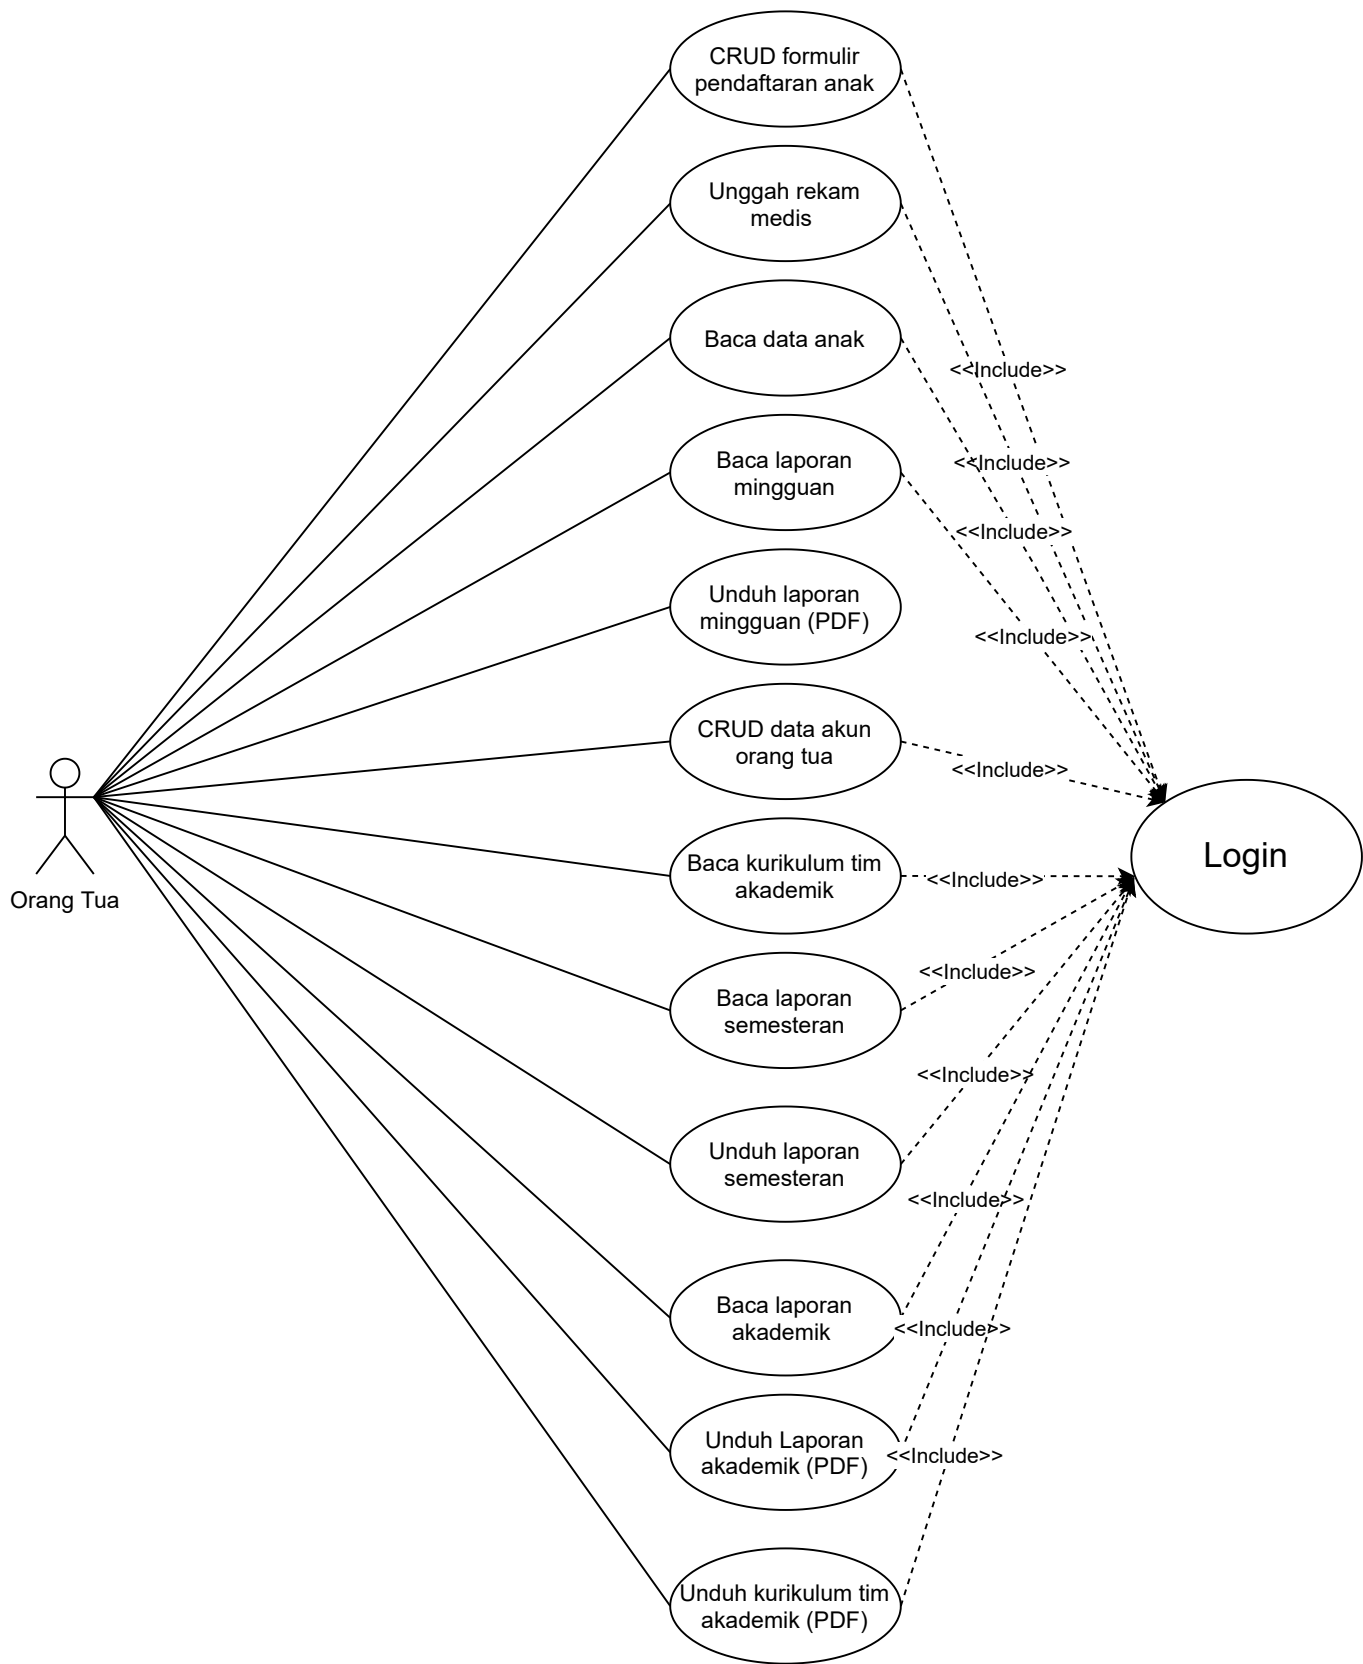 CRUD formulir
pendaftaran anak
Unggah rekam
medis
Baca data anak
<<Include>>
Baca laporan
mingguan
<<Include>>
<<Include>>
Unduh laporan
mingguan (PDF)
<<Include>>
CRUD data akun
orang tua
<<Include>>
Orang Tua
Login
Baca kurikulum tim
akademik
<<Include>>
Baca laporan
semesteran
<<Include>>
<<Include>>
Unduh laporan
semesteran
<<Include>>
Baca laporan
akademik
<<Include>>
Unduh Laporan
akademik (PDF)
<<Include>>
Unduh kurikulum tim
akademik (PDF)